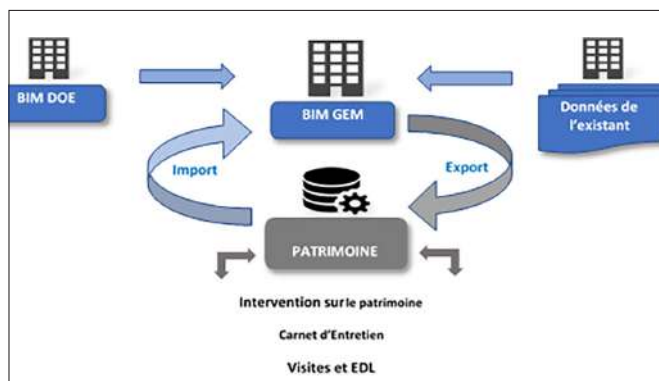 BIM DOE
BIM GEM
Données de
l'existant
Import
Export
PATRIMOINE
Intervention sur le patrimoine
Carnet d'Entretien
Visites et EDL